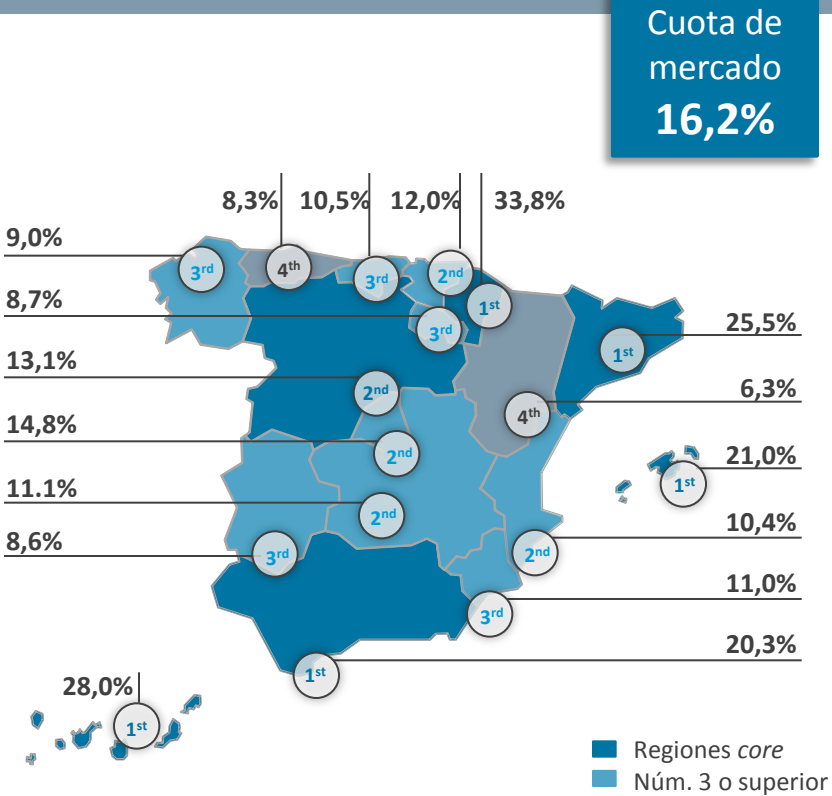 Cuota de
mercado
16,2%
8,3% 10,5% 12,0% 33,8%
9,0%
3rd
4th
3rd
2nd
8,7%
1st
3rd
25,5%
1st
13,1%
2nd
6,3%
4th
14,8%
2nd
21,0%
1st
11.1%
2nd
10,4%
2nd
8,6%
3rd
11,0%
3rd
20,3%
1st
28,0%
1st
Regiones core
Núm. 3 o superior